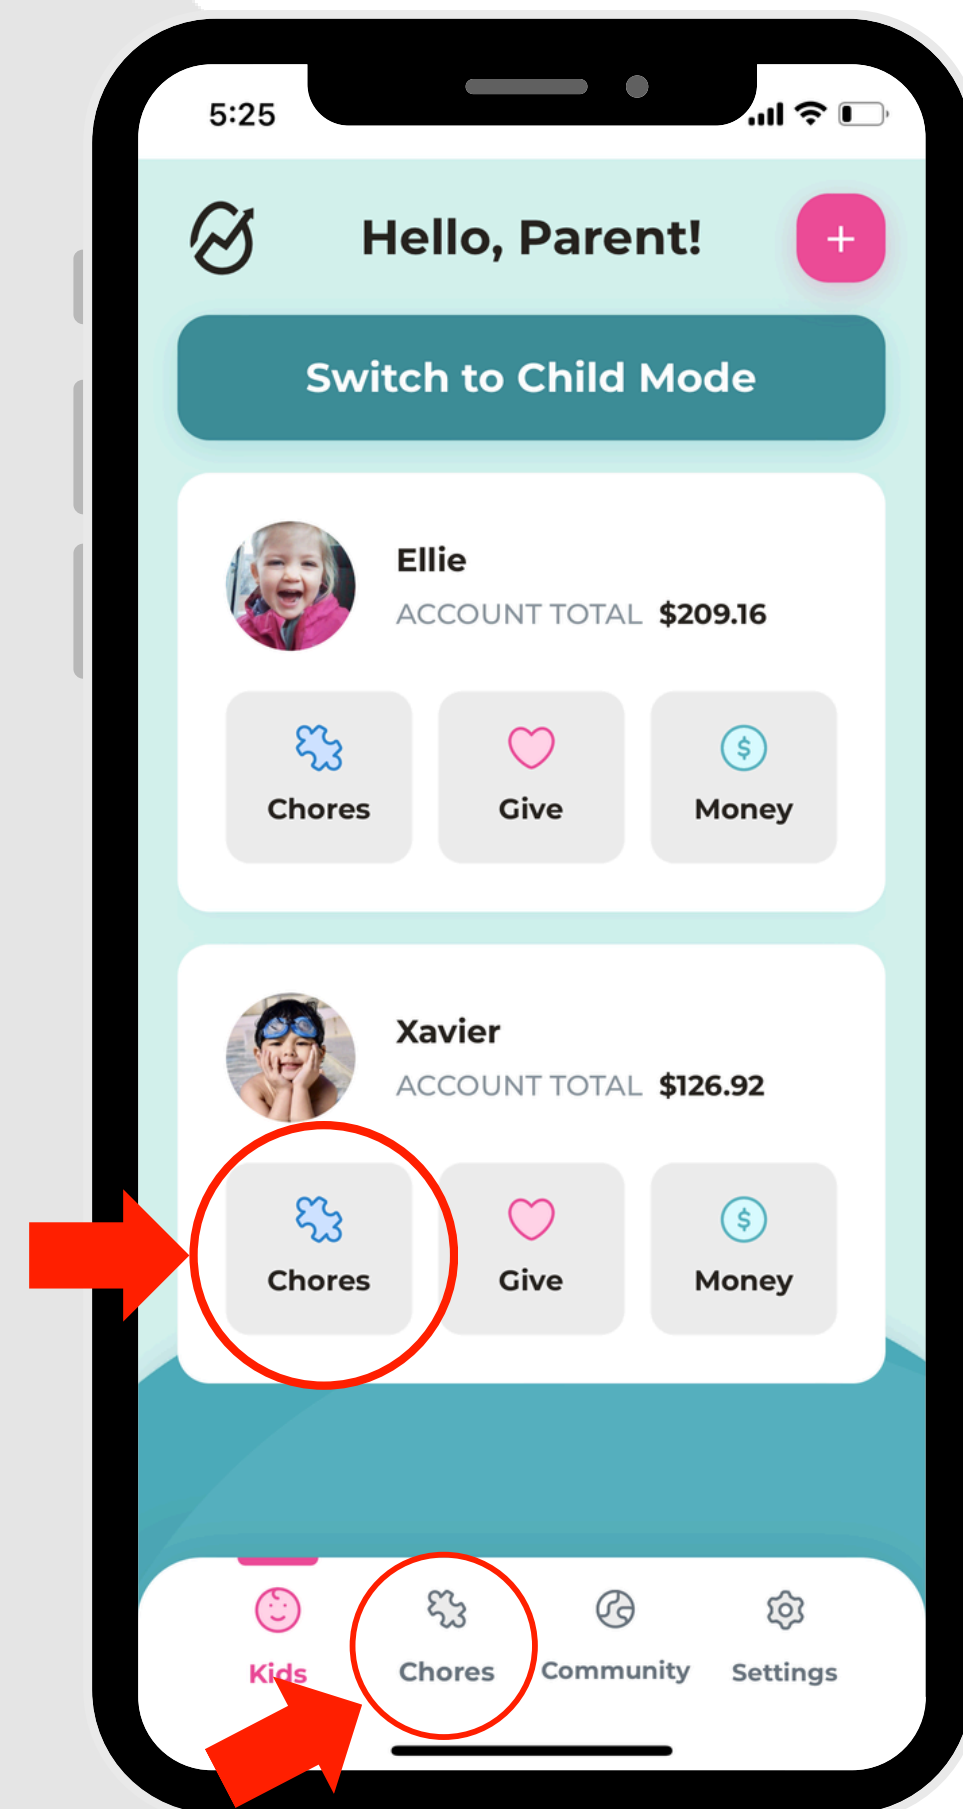 5:25
Hello, Parent!
+
Switch to Child Mode
Ellie
ACCOUNT TOTAL $209.16
Chores Give Money
Xavier
ACCOUNT TOTAL $126.92
Chores Give Money
Kids Chores Community Settings